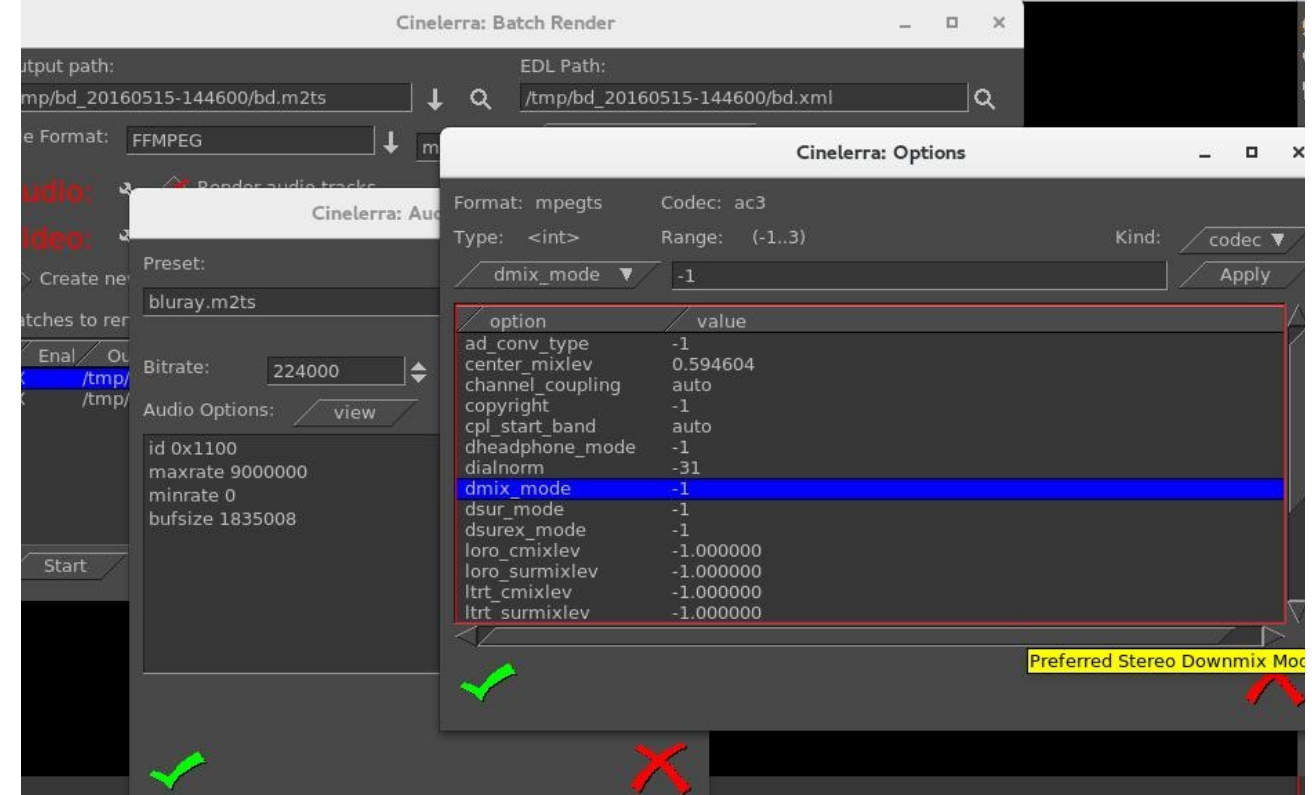 Cinelerra: Batch Render
utput path:
EDL Path:
mp/bd_20160515-144600/bd.m2ts
/tmp/bd_20160515-144600/bd.xml
e Format:
FFMPEG
m
Cinelerra: Options
udio:
Render audio tracks
Cinelerra: Aud
Format: mpegts
Codec: ac3
ideo:
Type: <int>
Range: (-1..3)
Kind:
codec
Create ne
Preset:
dmix_mode
-1
Apply
bluray.m2ts
atches to ren
option
value
Enal
Ou
ad_conv_type -1
center_mixlev 0.594604
Bitrate:
224000
/tmp/
channel_coupling auto
/tmp/
copyright -1
Audio Options:
view
cpl_start_band auto
dheadphone_mode -1
id 0x1100
dialnorm -31
maxrate 9000000
dmix_mode -1
minrate 0
dsur_mode -1
bufsize 1835008
dsurex_mode -1
loro_cmixlev -1.000000
Start
loro_surmixlev -1.000000
ltrt_cmixlev -1.000000
ltrt_surmixlev -1.000000
Preferred Stereo Downmix Mod